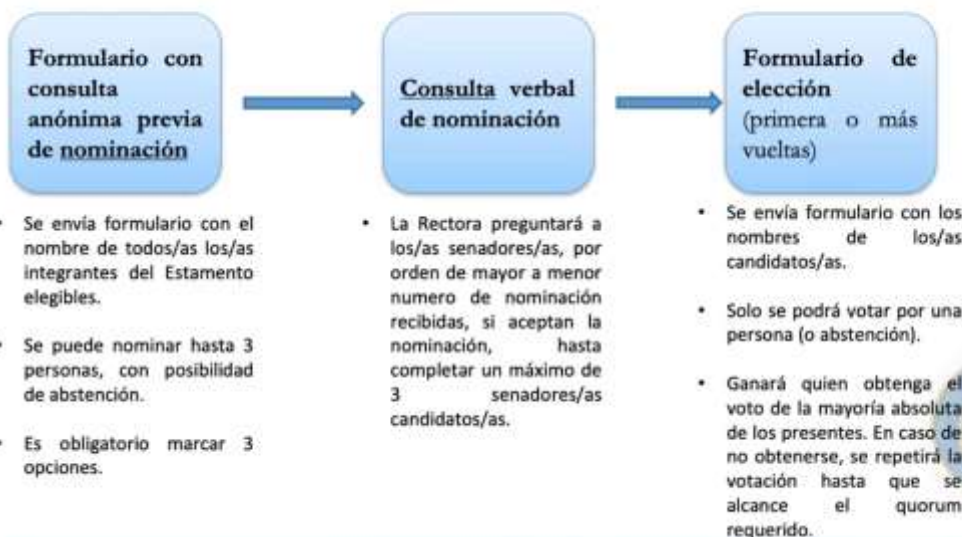 Formulario con
consulta
anónima previa
de nominación
Consulta verbal
de nominación
Formulario de
elección
(primera o más
vueltas)
• Se envía formulario con el
nombre de todos/as los/as
integrantes del Estamento
elegibles.
• Se puede nominar hasta 3
personas, con posibilidad
de abstención.
• Es obligatorio marcar 3
opciones.
• La Rectora preguntará a
los/as senadores/as, por
orden de mayor a menor
numero de nominación
recibidas, si aceptan la
nominación, hasta
completar un máximo de
3 senadores/as
candidatos/as.
• Se envía formulario con los
nombres de los/as
candidatos/as.
• Solo se podrá votar por una
persona (o abstención).
• Ganará quien obtenga el
voto de la mayoría absoluta
de los presentes. En caso de
no obtenerse, se repetirá la
votación hasta que se
alcance el quorum
requerido.